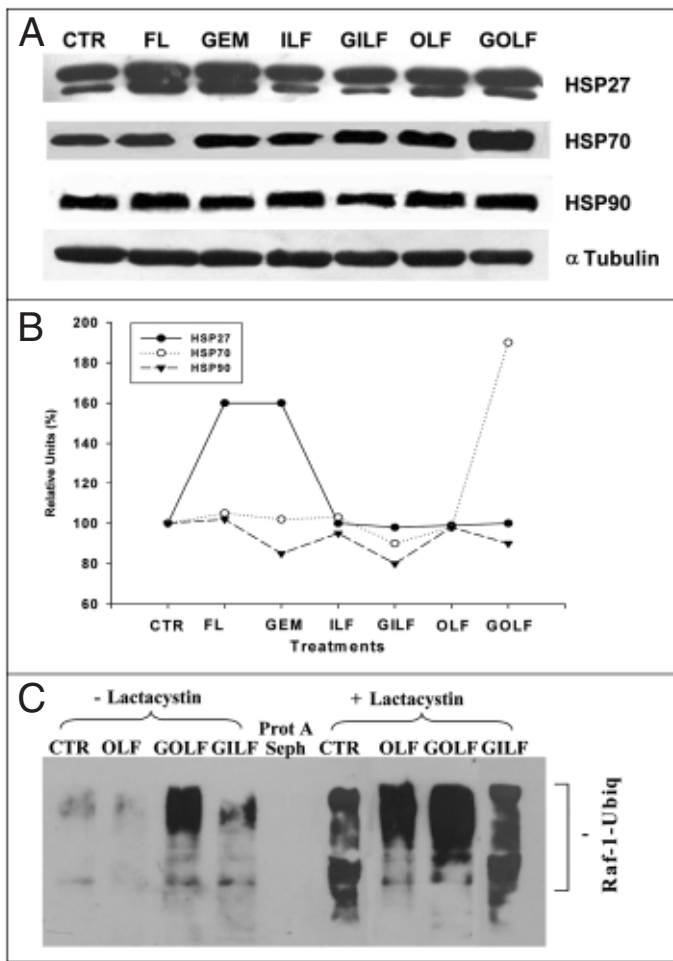 A
CTR FL GEM ILF GILF OLF GOLF
HSP27
HSP70
HSP90
α Tubulin
B
200
180
160
140
120
100
80
60
Relative Units (%)
HSP27
HSP70
HSP90
CTR FL GEM ILF GILF OLF GOLF
Treatments
C
- Lactacystin
+ Lactacystin
Prot A
CTR OLF GOLF GILF Seph CTR OLF GOLF GILF
Raf-1-Ubiq
-